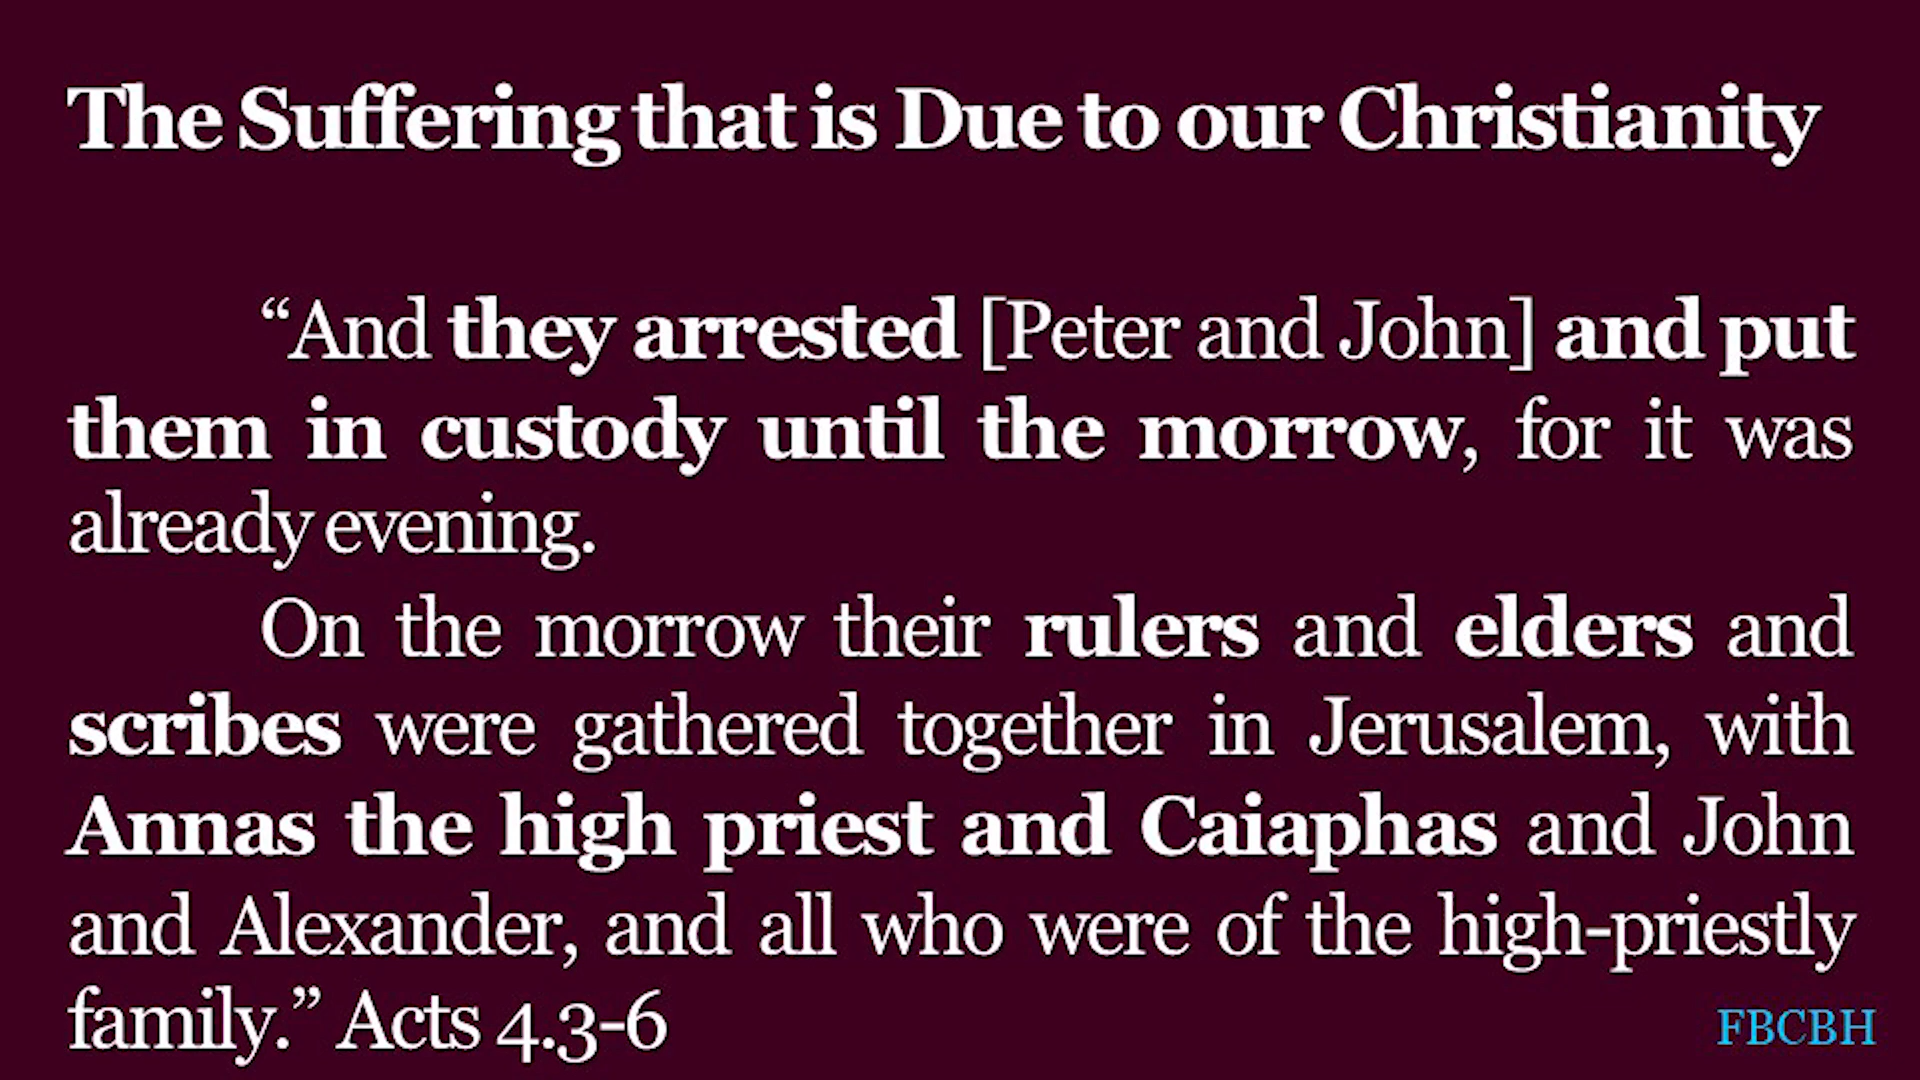 The Suffering that is Due to our Christianity
“And they arrested [Peter and John] and put
them in custody until the morrow, for it was
already evening.
On the morrow their rulers and elders and
scribes were gathered together in Jerusalem, with
Annas the high priest and Caiaphas and John
and Alexander, and all who were of the high-priestly
family.” Acts 4.3-6
FBCBH